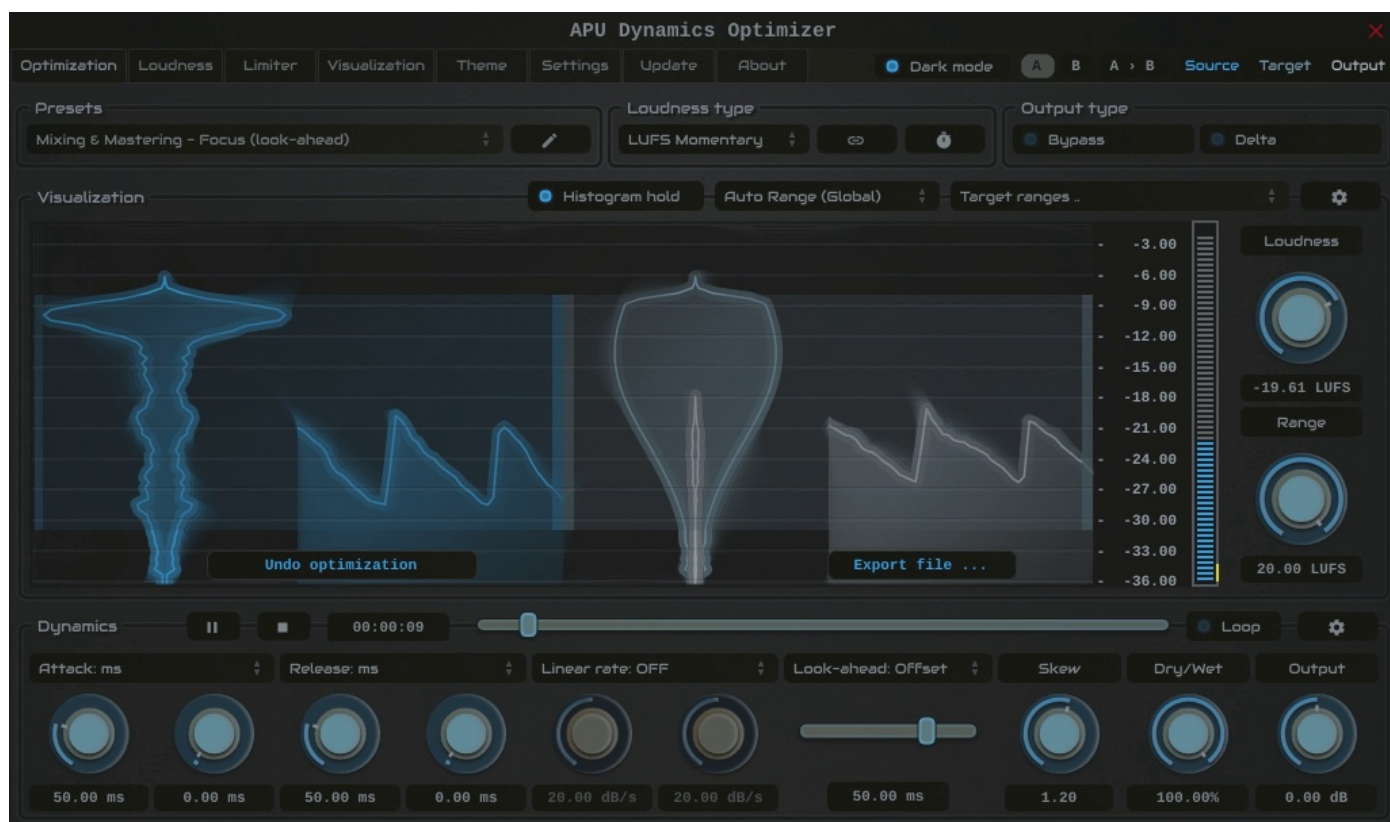 APU Dynamics Optimizer
Optimization Loudness Limiter Visualization Theme Settings Update About Dark mode A B A › B Source Target Output
Presets Loudness type Output type
Mixing & Mastering - Focus (look-ahead) LUFS Momentary Bypass Delta
Visualization Histogram hold Auto Range (Global) Target ranges ..
Loudness
- -3.00
- -6.00
- -9.00
- -12.00
- -15.00
- -18.00
-19.61 LUFS
Range
- -21.00
- -24.00
- -27.00
- -30.00
- -33.00
- -36.00
Undo optimization Export file ... 20.00 LUFS
Dynamics 00:00:09 Loop
Attack: ms Release: ms Linear rate: OFF Look-ahead: Offset Skew Dry/Wet Output
50.00 ms 0.00 ms 50.00 ms 0.00 ms 20.00 dB/s 20.00 dB/s 50.00 ms 1.20 100.00% 0.00 dB